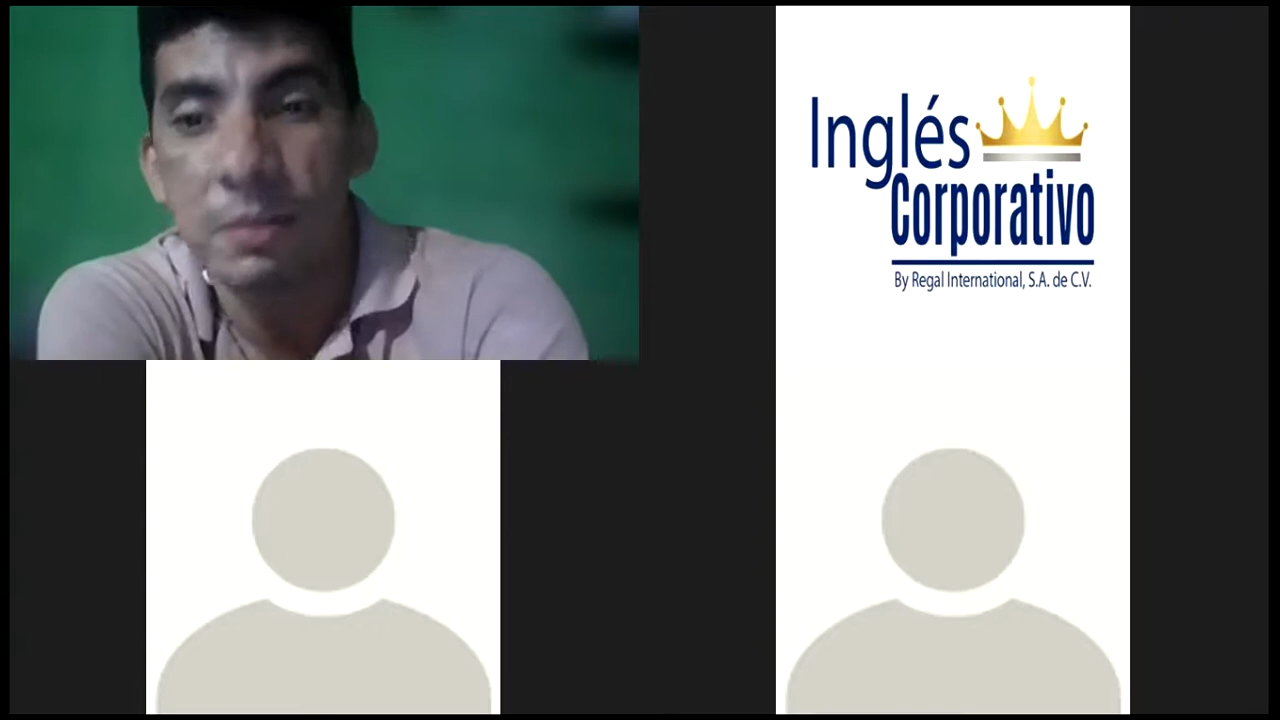 Inglés
Corporativo
By Regal International, S.A. de C.V.